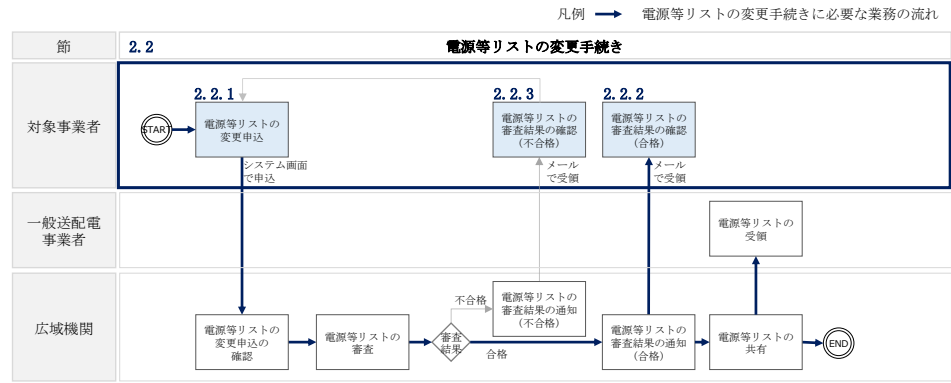 凡例 電源等リストの変更手続きに必要な業務の流れ
節 2.2 電源等リストの変更手続き
対象事業者
START
2.2.1
電源等リストの
変更申込
システム画面
で申込
2.2.3
電源等リストの
審査結果の確認
(不合格)
メール
で受領
2.2.2
電源等リストの
審査結果の確認
(合格)
メール
で受領
一般送配電
事業者
電源等リストの
受領
広域機関
電源等リストの
変更申込の
確認
電源等リストの
審査
審査
結果
不合格
合格
電源等リストの
審査結果の通知
(不合格)
電源等リストの
審査結果の通知
(合格)
電源等リストの
共有
END